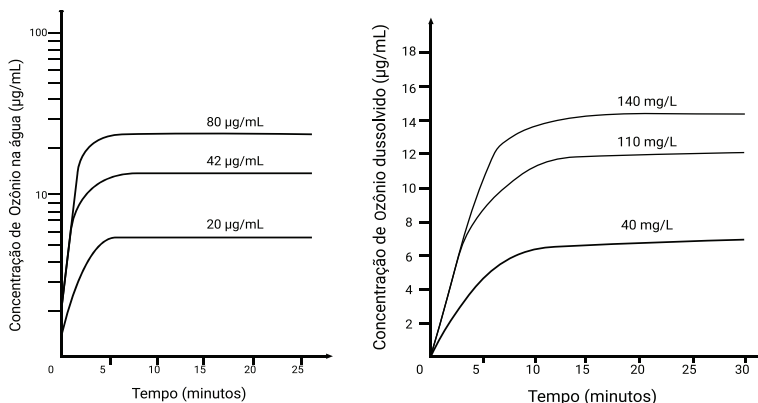 Concentração de Ozônio na água (µg/mL)
100
10
0
5
10
15
20
25
80 µg/mL
42 µg/mL
20 µg/mL
Tempo (minutos)
Concentração de Ozônio dussolvido (µg/mL)
18
16
14
12
10
8
6
4
2
0
5
10
15
20
25
30
140 mg/L
110 mg/L
40 mg/L
Tempo (minutos)